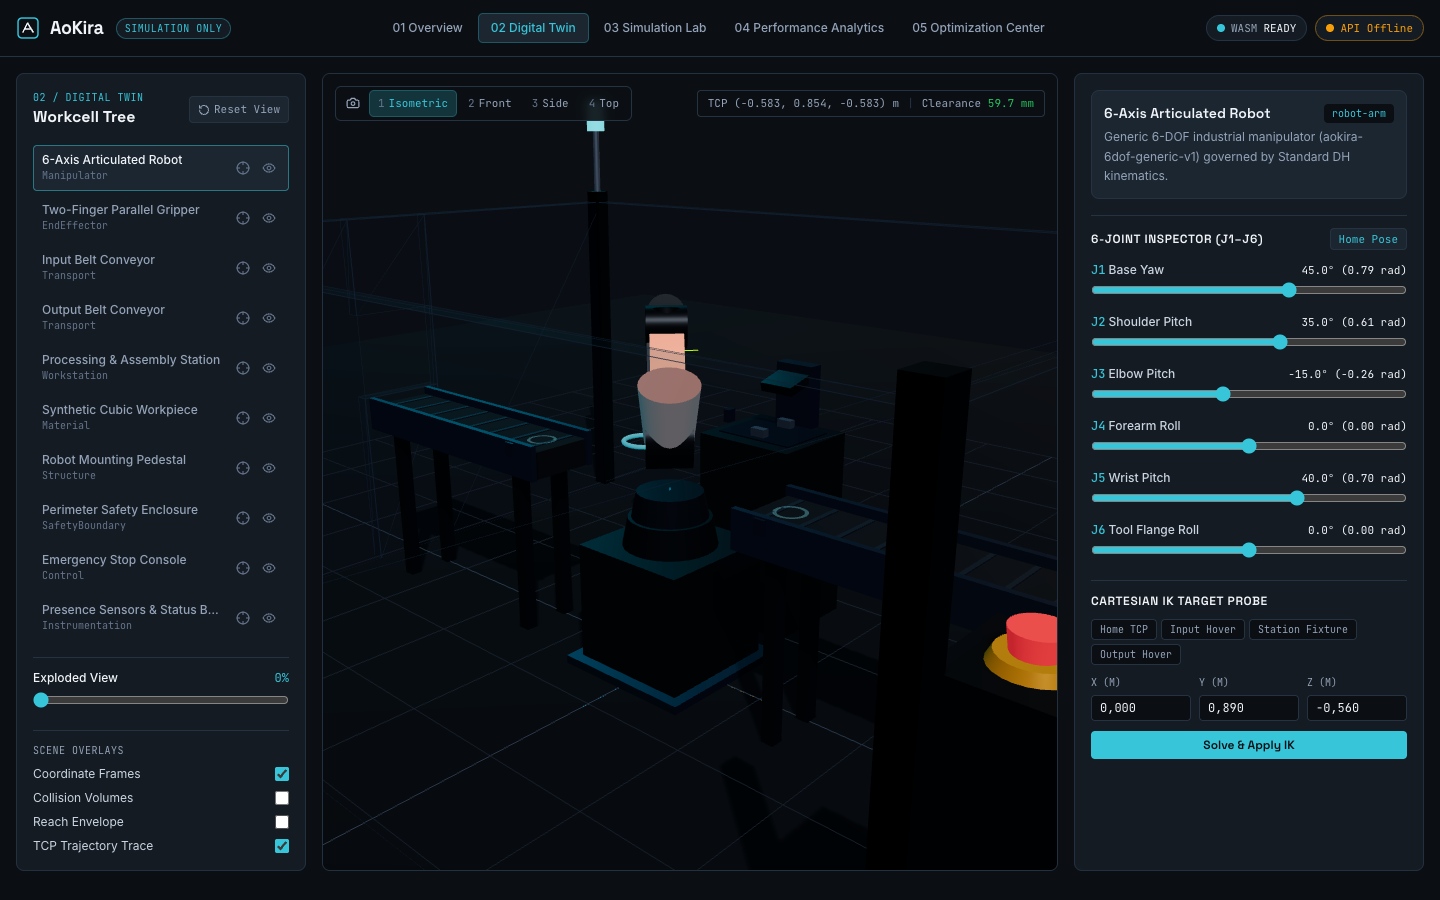 AoKira
SIMULATION ONLY
01 Overview
02 Digital Twin
03 Simulation Lab
04 Performance Analytics
05 Optimization Center
WASM READY
API Offline
02 / DIGITAL TWIN
Workcell Tree
Reset View
6-Axis Articulated Robot
Manipulator
Two-Finger Parallel Gripper
EndEffector
Input Belt Conveyor
Transport
Output Belt Conveyor
Transport
Processing & Assembly Station
Workstation
Synthetic Cubic Workpiece
Material
Robot Mounting Pedestal
Structure
Perimeter Safety Enclosure
SafetyBoundary
Emergency Stop Console
Control
Presence Sensors & Status B...
Instrumentation
Exploded View 0%
SCENE OVERLAYS
Coordinate Frames
Collision Volumes
Reach Envelope
TCP Trajectory Trace
1 Isometric
2 Front
3 Side
4 Top
TCP (-0.583, 0.854, -0.583) m
Clearance 59.7 mm
6-Axis Articulated Robot
robot-arm
Generic 6-DOF industrial manipulator (aokira-
6dof-generic-v1) governed by Standard DH
kinematics.
6-JOINT INSPECTOR (J1–J6)
Home Pose
J1 Base Yaw 45.0° (0.79 rad)
J2 Shoulder Pitch 35.0° (0.61 rad)
J3 Elbow Pitch -15.0° (-0.26 rad)
J4 Forearm Roll 0.0° (0.00 rad)
J5 Wrist Pitch 40.0° (0.70 rad)
J6 Tool Flange Roll 0.0° (0.00 rad)
CARTESIAN IK TARGET PROBE
Home TCP
Input Hover
Station Fixture
Output Hover
X (M) Y (M) Z (M)
0,000 0,890 -0,560
Solve & Apply IK